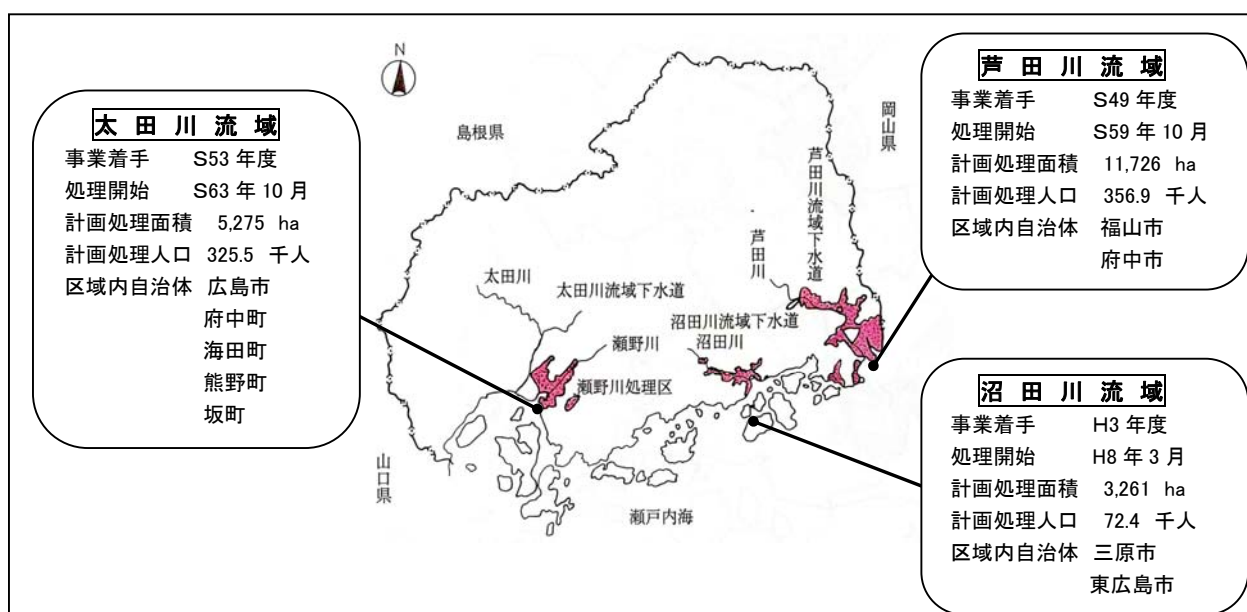 太田川流域
事業着手 S53 年度
処理開始 S63 年 10 月
計画処理面積 5,275 ha
計画処理人口 325.5 千人
区域内自治体 広島市
府中町
海田町
熊野町
坂町
N
島根県
岡山県
芦田川流域下水道
芦田川
太田川
太田川流域下水道
沼田川流域下水道
沼田川
瀬野川
瀬野川処理区
山口県
瀬戸内海
芦田川流域
事業着手 S49 年度
処理開始 S59 年 10 月
計画処理面積 11,726 ha
計画処理人口 356.9 千人
区域内自治体 福山市
府中市
沼田川流域
事業着手 H3 年度
処理開始 H8 年 3 月
計画処理面積 3,261 ha
計画処理人口 72.4 千人
区域内自治体 三原市
東広島市